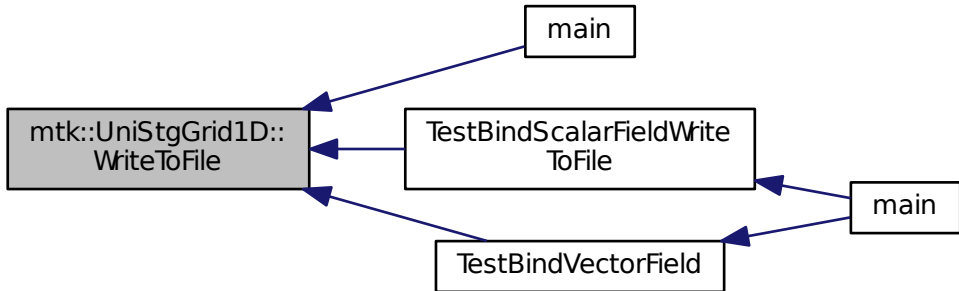 main
mtk::UniStgGrid1D::
WriteToFile
TestBindScalarFieldWrite
ToFile
main
TestBindVectorField